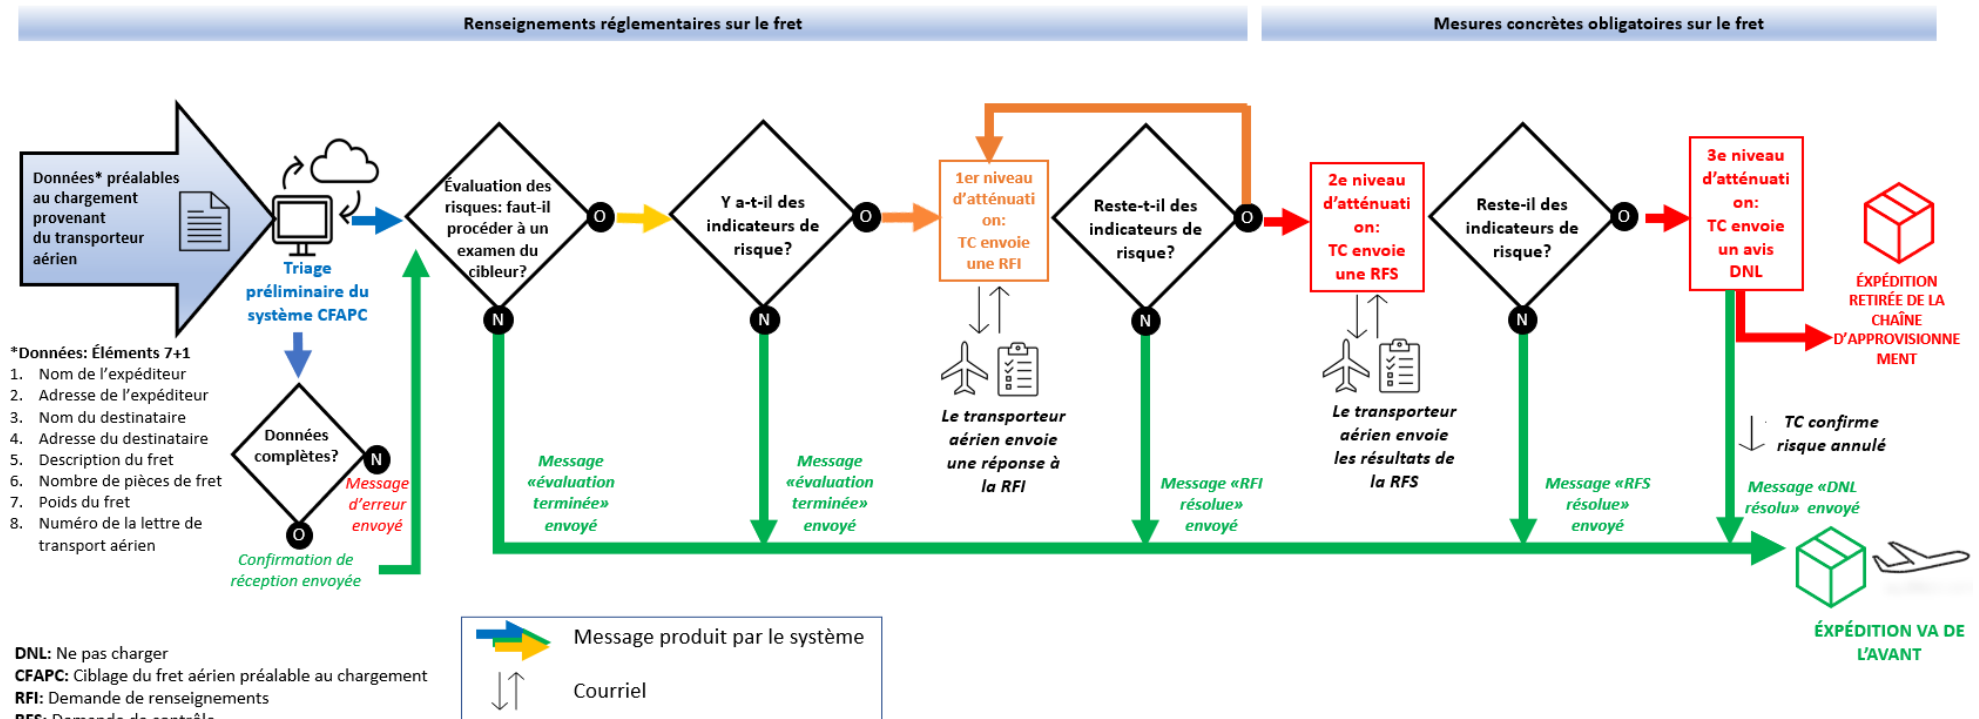 Renseignements réglementaires sur le fret
Mesures concrètes obligatoires sur le fret
Données* préalables
au chargement
provenant
du transporteur
aérien
Triage
préliminaire du
système CFAPC
Évaluation des
risques: faut-il
procéder à un
examen du
cibleur?
O
N
Y a-t-il des
indicateurs de
risque?
O
N
1er niveau
d'atténuati
on:
TC envoie
une RFI
Reste-t-il des
indicateurs de
risque?
O
N
2e niveau
d'atténuati
on:
TC envoie
une RFS
Reste-il des
indicateurs de
risque?
O
N
3e niveau
d'atténuati
on:
TC envoie
un avis
DNL
ÉXPÉDITION
RETIRÉE DE LA
CHAÎNE
D'APPROVISIONNE
MENT
*Données: Éléments 7+1
1. Nom de l'expéditeur
2. Adresse de l'expéditeur
3. Nom du destinataire
4. Adresse du destinataire
5. Description du fret
6. Nombre de pièces de fret
7. Poids du fret
8. Numéro de la lettre de
transport aérien
Données
complètes?
N
Message
d'erreur
envoyé
O
Confirmation de
réception envoyée
Message
«évaluation
terminée»
envoyé
Message
«évaluation
terminée»
envoyé
Le transporteur
aérien envoie
une réponse à
la RFI
Message «RFI
résolue»
envoyé
Le transporteur
aérien envoie
les résultats de
la RFS
Message «RFS
résolue»
envoyé
TC confirme
risque annulé
Message «DNL
résolu» envoyé
ÉXPÉDITION VA DE
L'AVANT
DNL: Ne pas charger
CFAPC: Ciblage du fret aérien préalable au chargement
RFI: Demande de renseignements
RFS: Demande de contrôle
Message produit par le système
Courriel